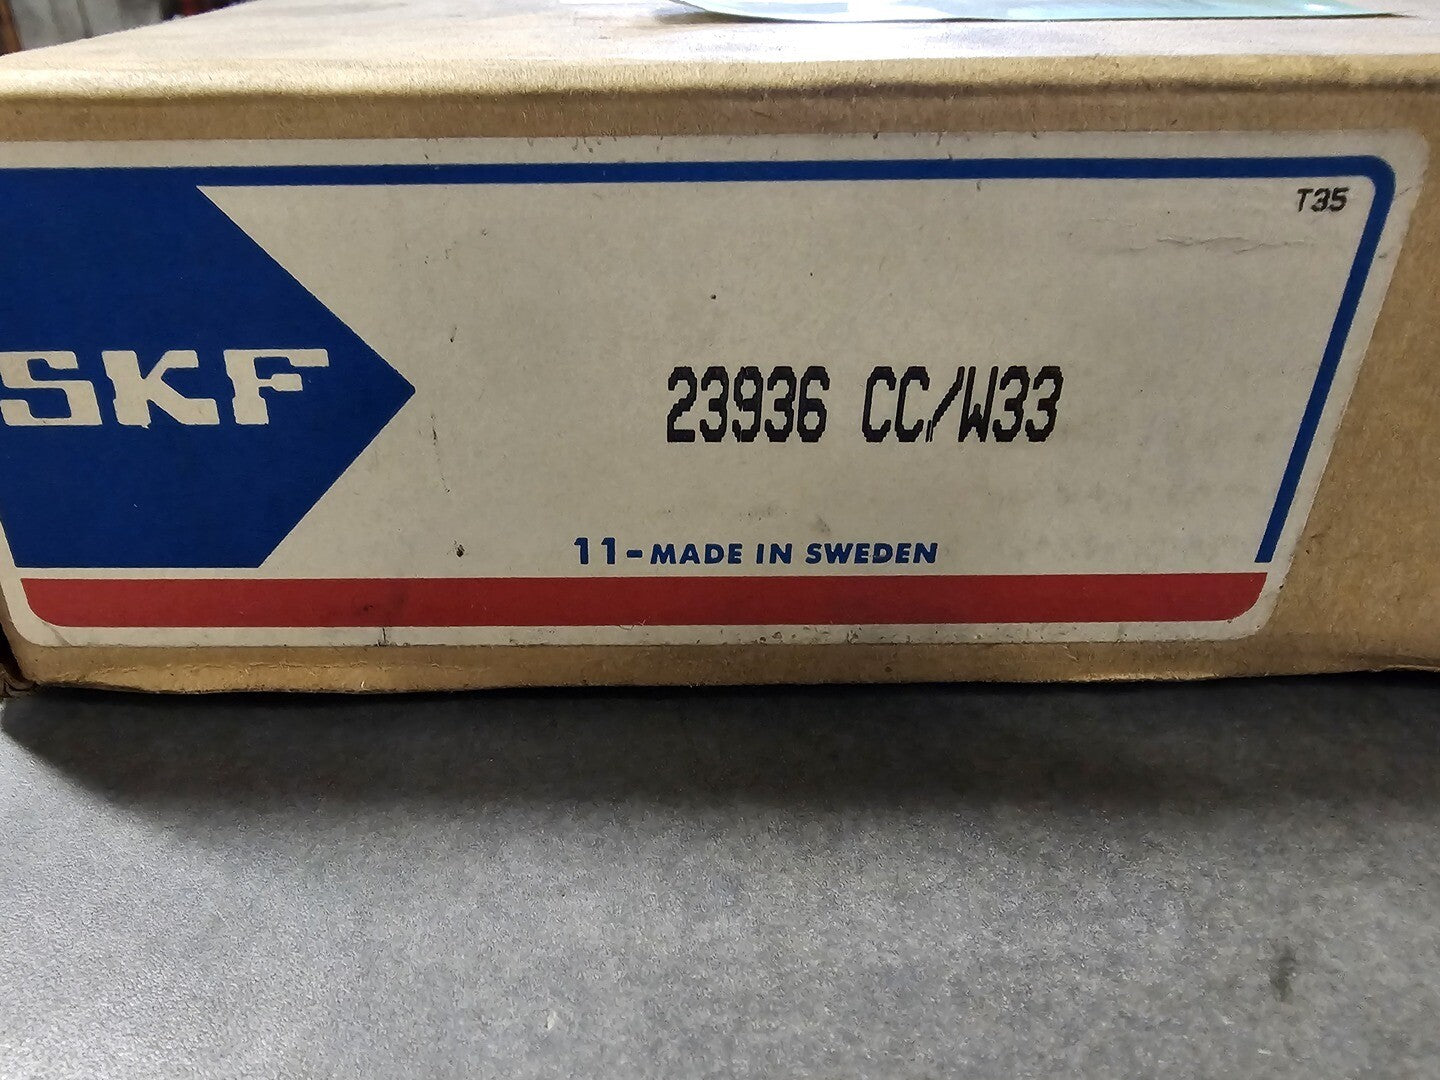 T35
SKF
23936 CC/W33
11-MADE IN SWEDEN